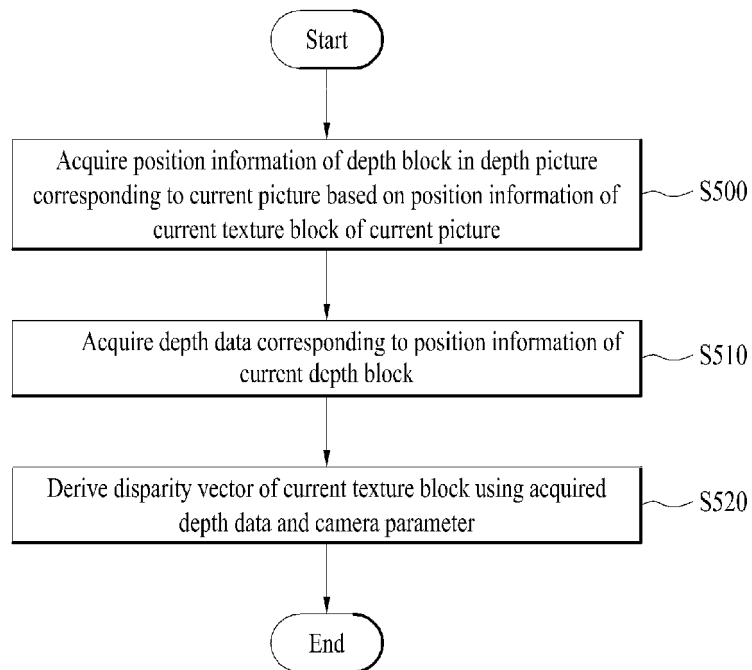 Start
Acquire position information of depth block in depth picture
corresponding to current picture based on position information of
current texture block of current picture
S500
Acquire depth data corresponding to position information of
current depth block
S510
Derive disparity vector of current texture block using acquired
depth data and camera parameter
S520
End